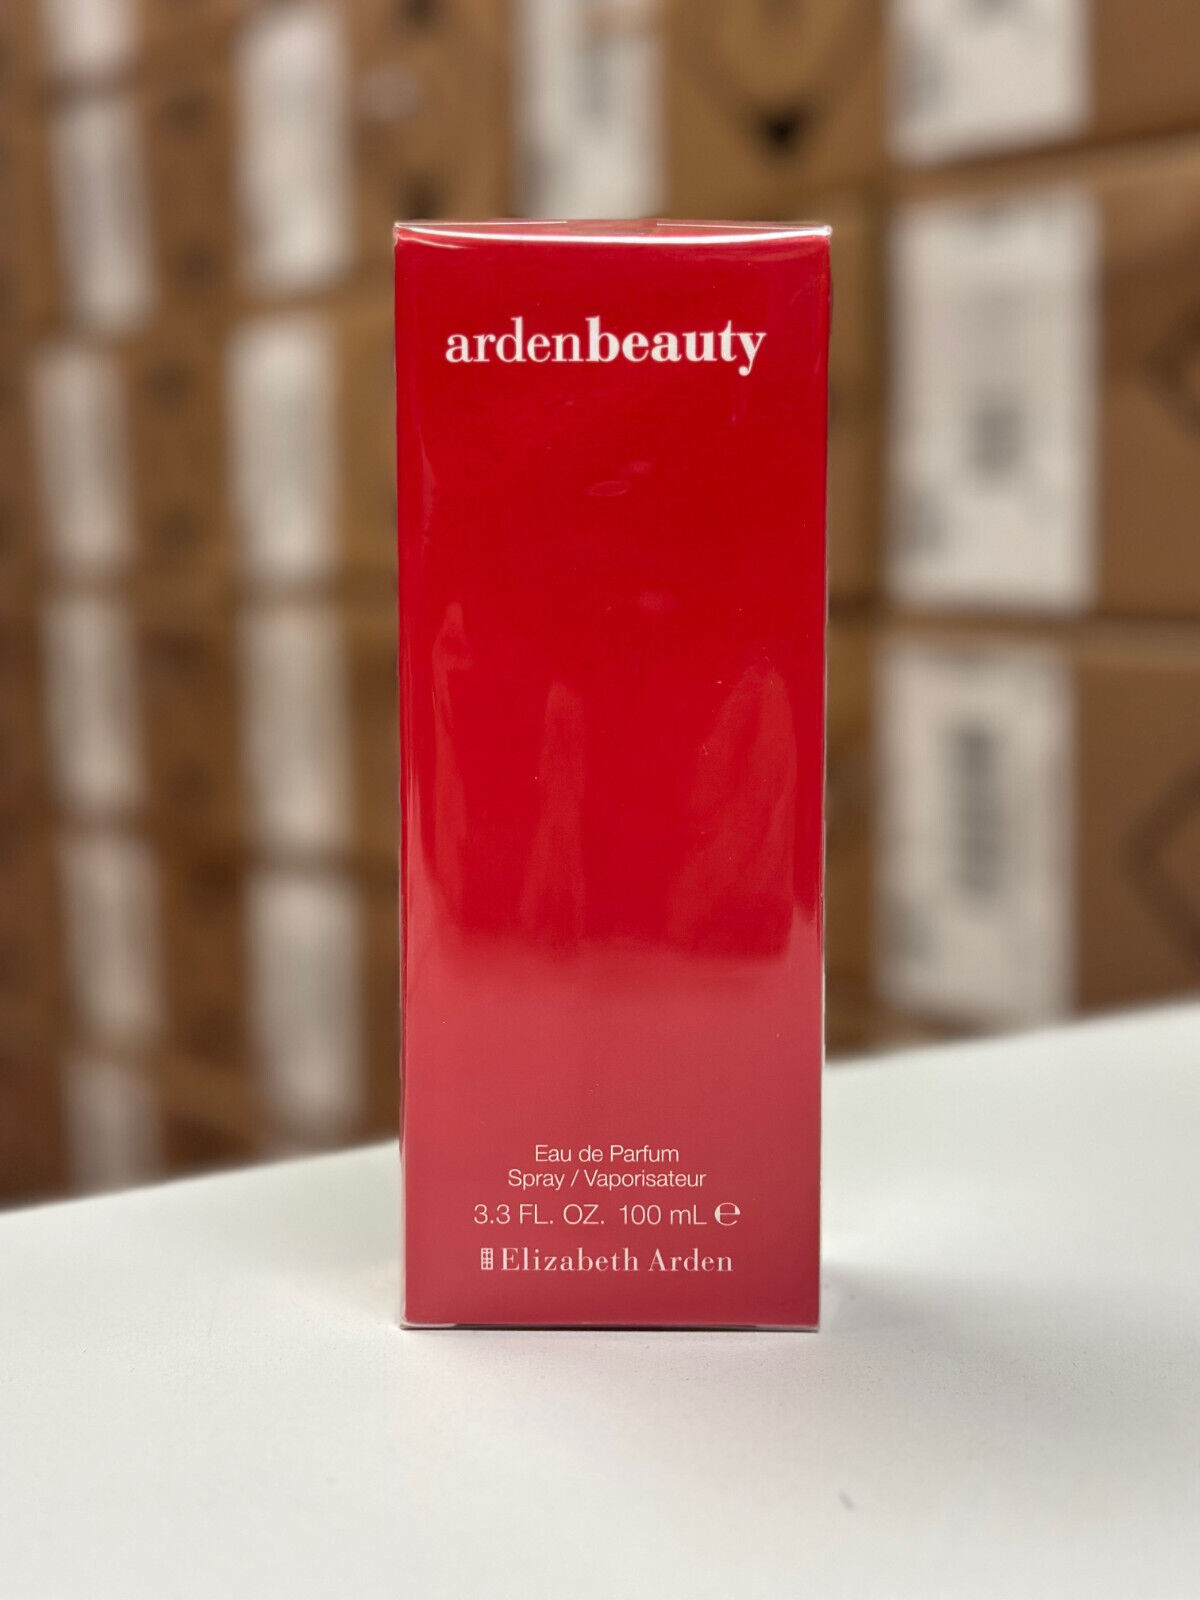 ardenbeauty
Eau de Parfum
Spray / Vaporisateur
3.3 FL. OZ. 100 mL ℮
Elizabeth Arden